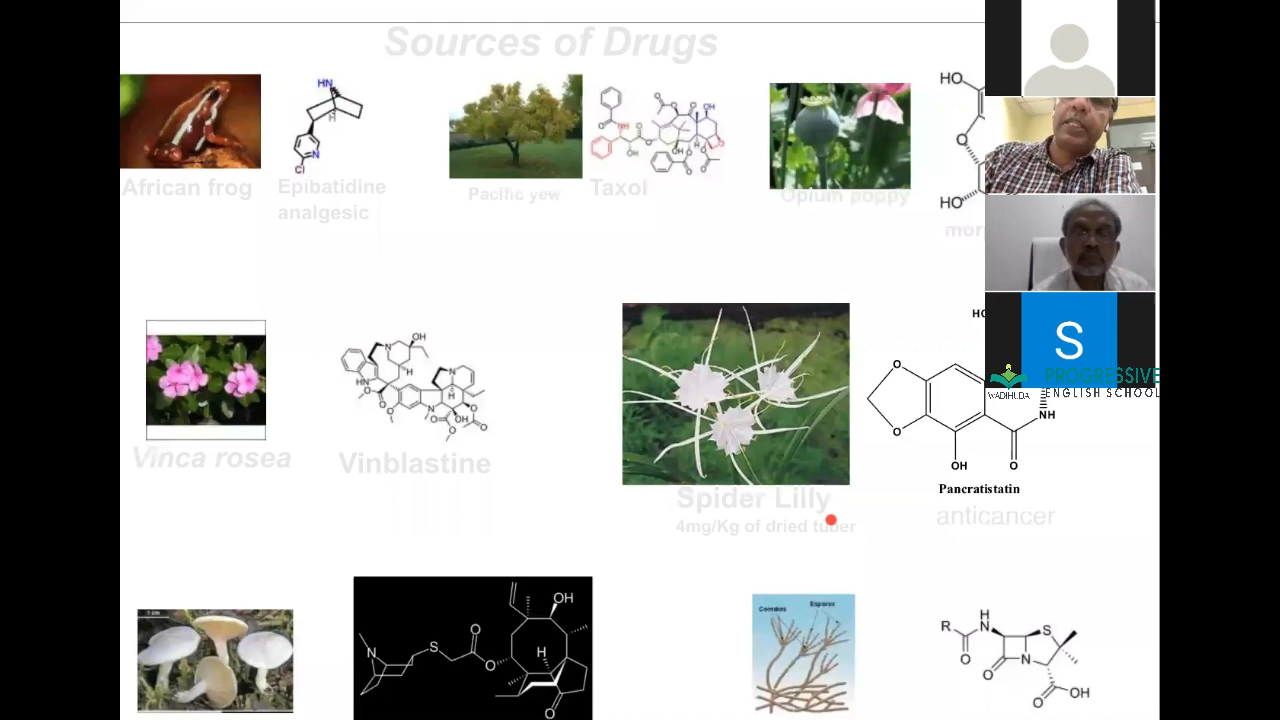 Sources of Drugs
African frog
Epibatidine
analgesic
Pacific yew
Taxol
Opium poppy
mor
Vinca rosea
Vinblastine
Spider Lilly
4mg/Kg of dried tuber
Pancratistatin
anticancer
S
PROGRESSIVE
ENGLISH SCHOOL
WADIHUDA
HN
N
Cl
HO
O
HO
HO
O
O
OH
O
NH
OH
O
H
N
S
R
O
O
N
O
OH
N
S
O
O
H
OH
O